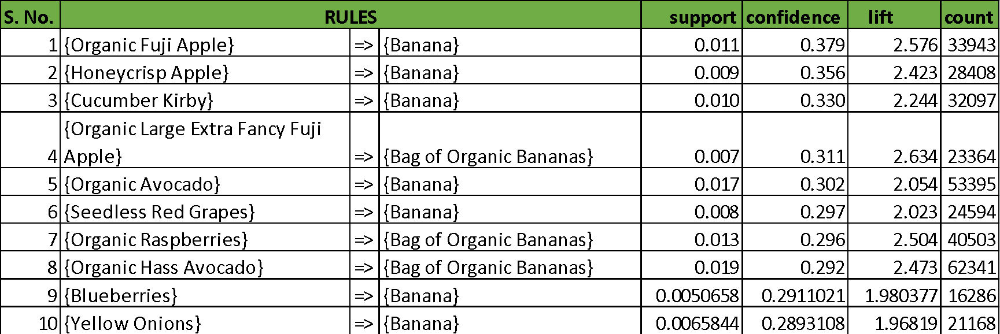 S. No. RULES support confidence lift count
1 {Organic Fuji Apple} => {Banana} 0.011 0.379 2.576 33943
2 {Honeycrisp Apple} => {Banana} 0.009 0.356 2.423 28408
3 {Cucumber Kirby} => {Banana} 0.010 0.330 2.244 32097
{Organic Large Extra Fancy Fuji
4 Apple} => {Bag of Organic Bananas} 0.007 0.311 2.634 23364
5 {Organic Avocado} => {Banana} 0.017 0.302 2.054 53395
6 {Seedless Red Grapes} => {Banana} 0.008 0.297 2.023 24594
7 {Organic Raspberries} => {Bag of Organic Bananas} 0.013 0.296 2.504 40503
8 {Organic Hass Avocado} => {Bag of Organic Bananas} 0.019 0.292 2.473 62341
9 {Blueberries} => {Banana} 0.0050658 0.2911021 1.980377 16286
10 {Yellow Onions} => {Banana} 0.0065844 0.2893108 1.96819 21168